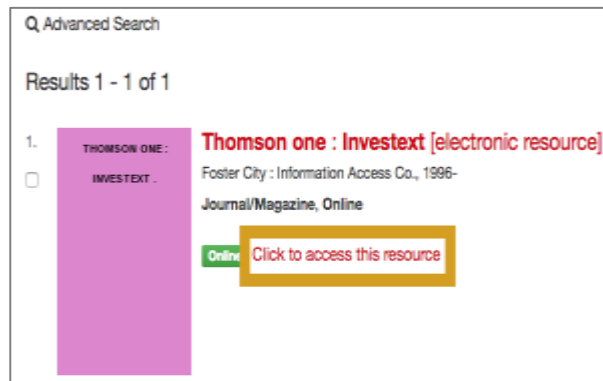 Advanced Search
Results 1 - 1 of 1
1.
THOMSON ONE :
INVESTEXT .
Thomson one : Investext [electronic resource]
Foster City : Information Access Co., 1996-
Journal/Magazine, Online
Online Click to access this resource